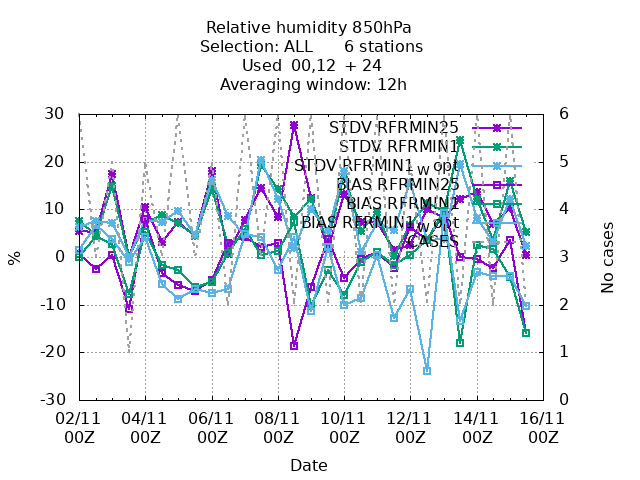 Relative humidity 850hPa
Selection: ALL 6 stations
Used 00,12 + 24
Averaging window: 12h
30
20
10
0
-10
-20
-30
%
6
5
4
3
2
1
0
No cases
STDV RFRMIN25
STDV RFRMIN1
STDV RFRMIN1_W opt
BIAS RFRMIN25
BIAS RFRMIN1
BIAS RFRMIN1_W opt
CASES
02/11 04/11 06/11 08/11 10/11 12/11 14/11 16/11
00Z 00Z 00Z 00Z 00Z 00Z 00Z 00Z
Date